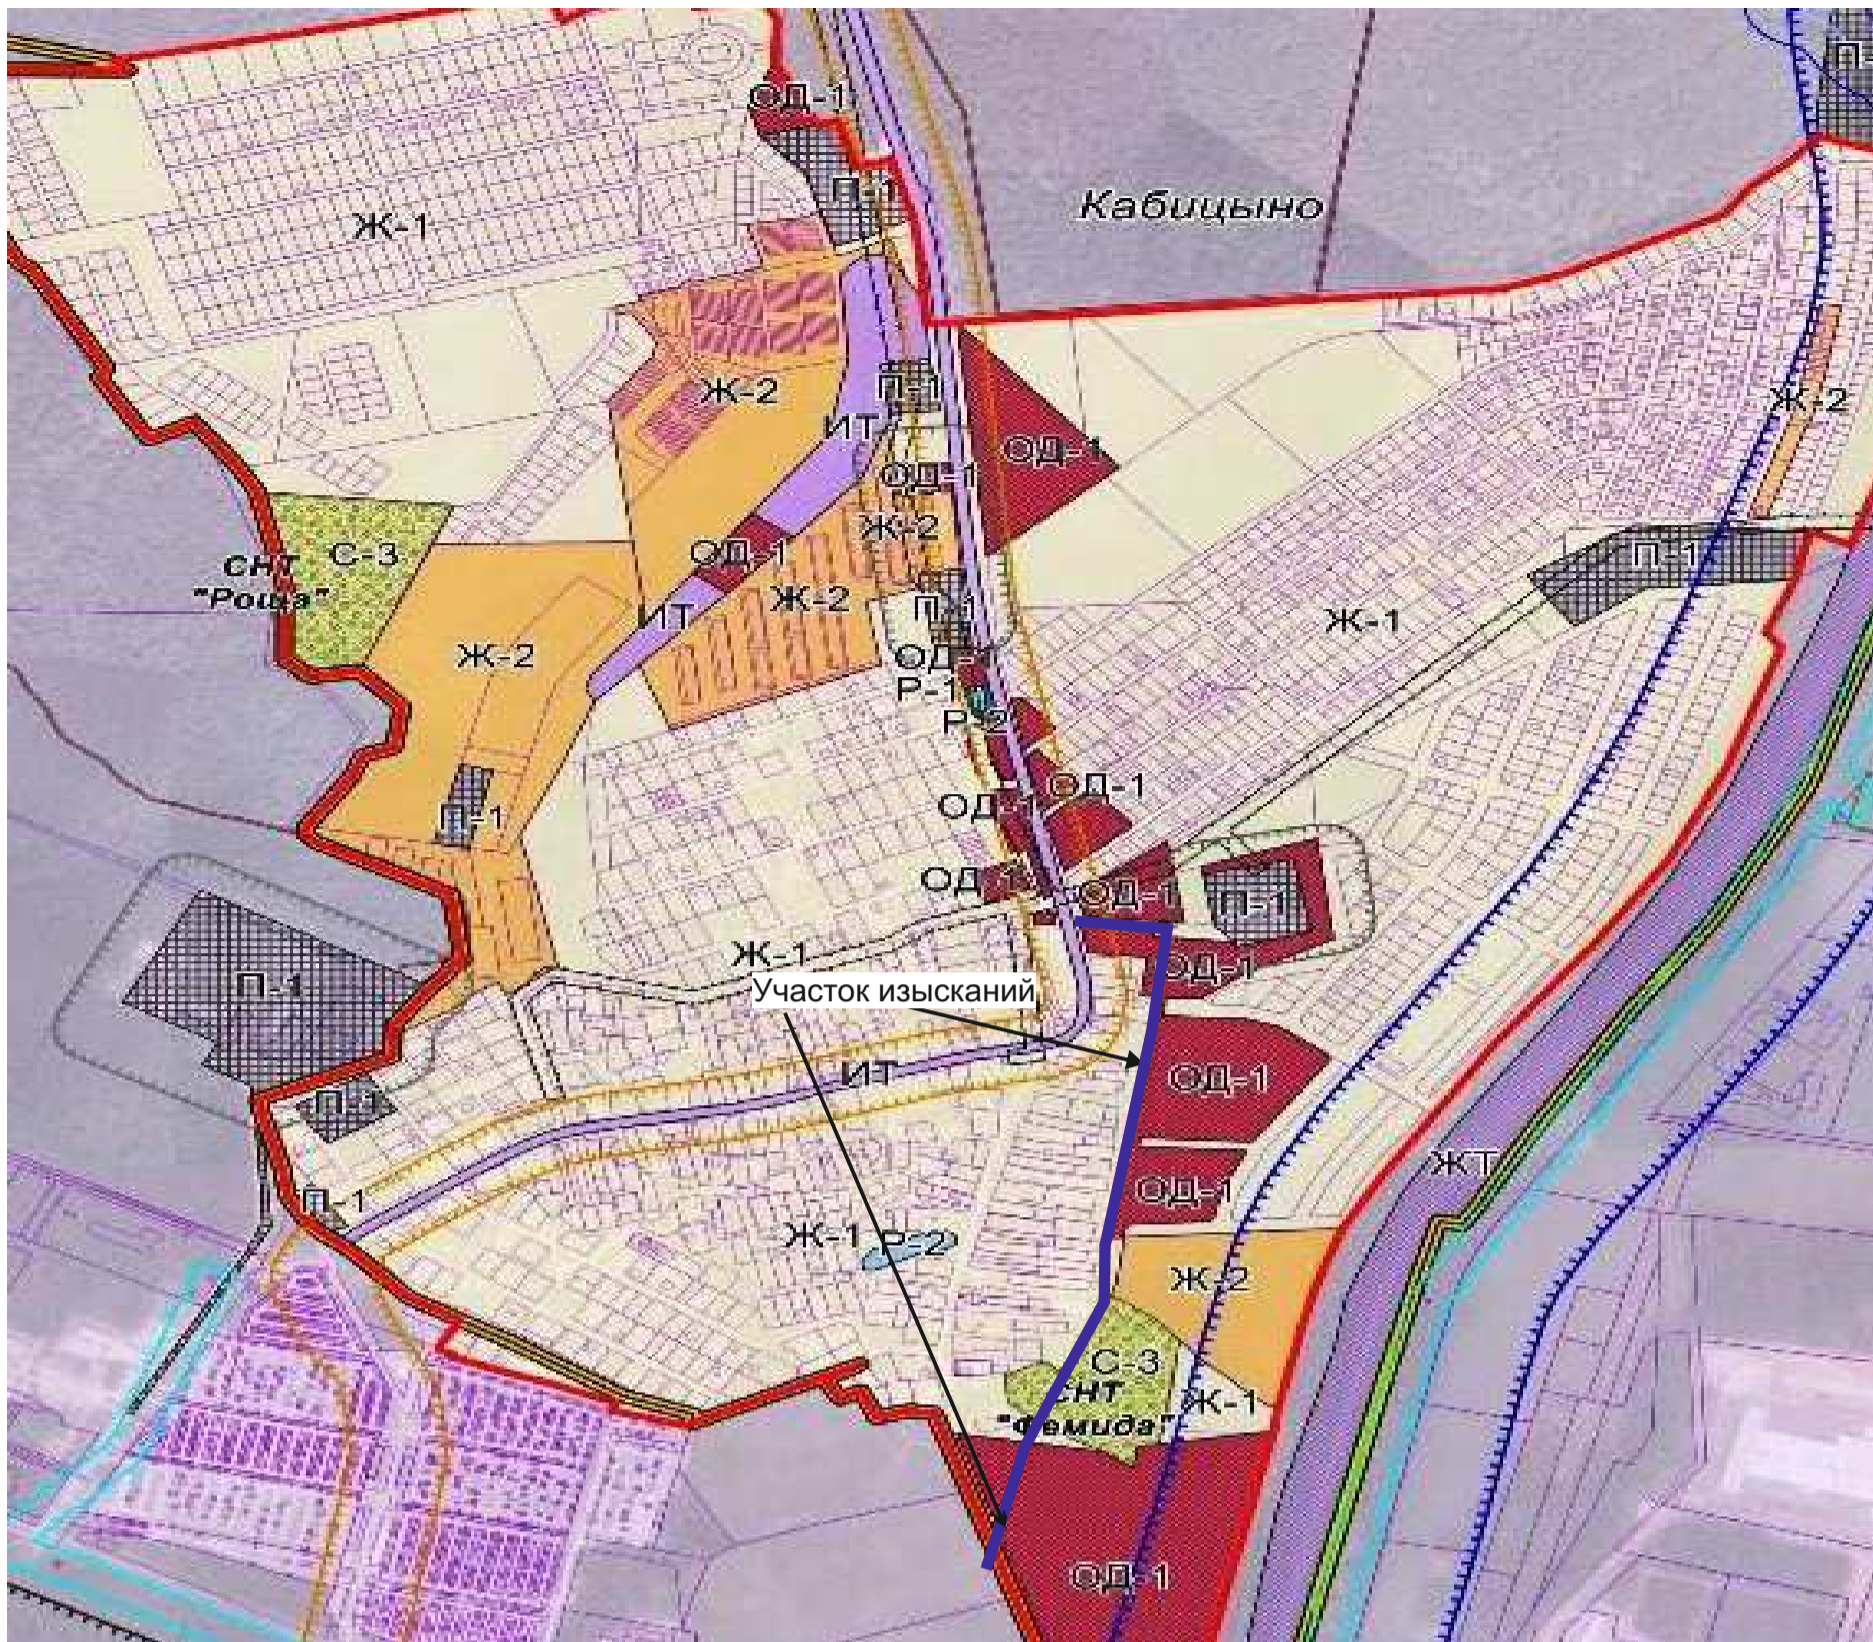 П-
ОД-1
П-1
Кабицыно
Ж-1
Ж-2
П-1
Ж-2
ИТ
ОД-1
ОД-1
Ж-2
С-3
ОД-1
П-1
СНТ
"Роща"
Ж-2
П-1
ИТ
Ж-1
Ж-2
ОД-1
Р-1
Р-2
ОД-1
ОД-1
П-1
ОД-1
ОД-1
П-1
Ж-1
ОД-1
П-1
Участок изысканий
ИТ
ОД-1
П-1
ЖТ
ОД-1
П-1
Ж-1
Р-2
Ж-2
С-3
СНТ
"Фемида"
Ж-1
ОД-1